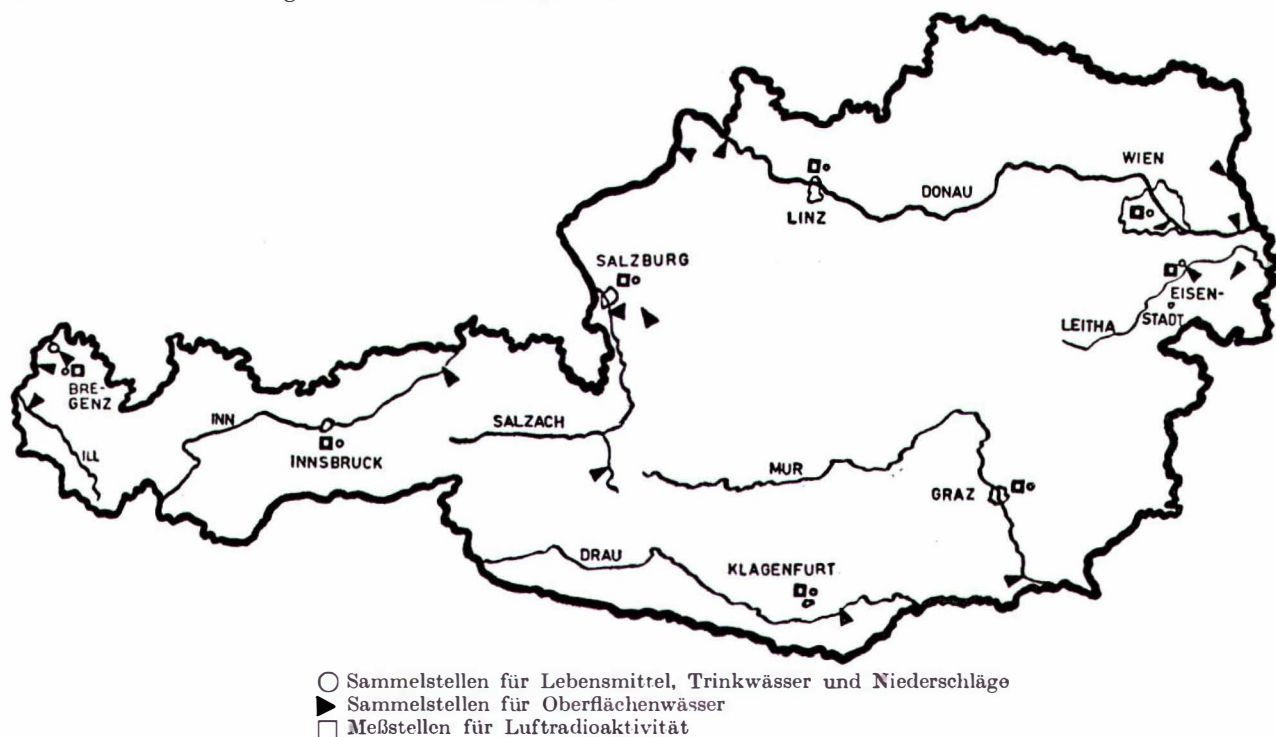 WIEN
DONAU
LINZ
SALZBURG
EISEN-
STADT
LEITHA
BRE-
GENZ
INN
SALZACH
ILL
INNSBRUCK
MUR
GRAZ
DRAU
KLAGENFURT
○ Sammelstellen für Lebensmittel, Trinkwässer und Niederschläge
▶ Sammelstellen für Oberflächenwässer
□ Meßstellen für Luftradioaktivität